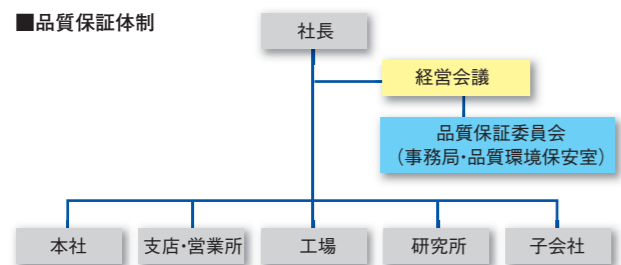 ■品質保証体制
社長
経営会議
品質保証委員会
（事務局・品質環境保安室）
本社
支店・営業所
工場
研究所
子会社